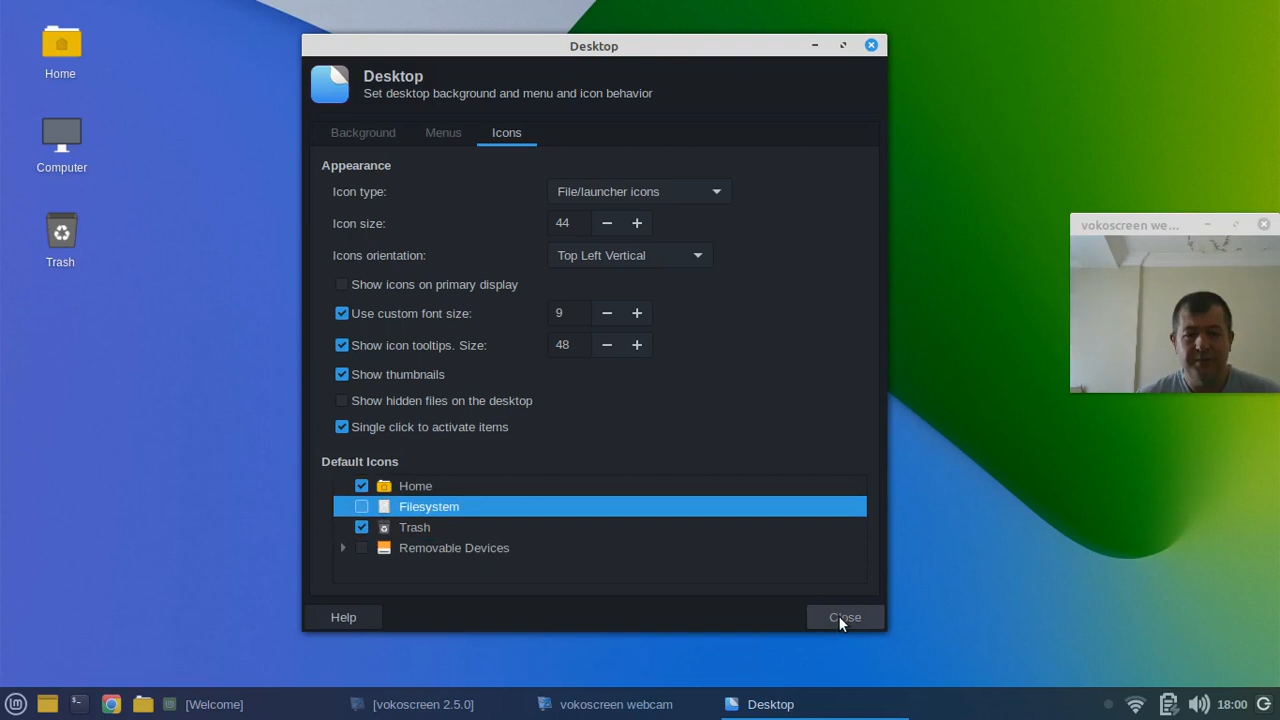 Home
Computer
Trash
Desktop
Desktop
Set desktop background and menu and icon behavior
Background Menus Icons
Appearance
Icon type: File/launcher icons
Icon size: 44
Icons orientation: Top Left Vertical
Show icons on primary display
Use custom font size: 9
Show icon tooltips. Size: 48
Show thumbnails
Show hidden files on the desktop
Single click to activate items
Default Icons
Home
Filesystem
Trash
Removable Devices
Help Close
vokoscreen we...
[Welcome] [vokoscreen 2.5.0] vokoscreen webcam Desktop 18:00